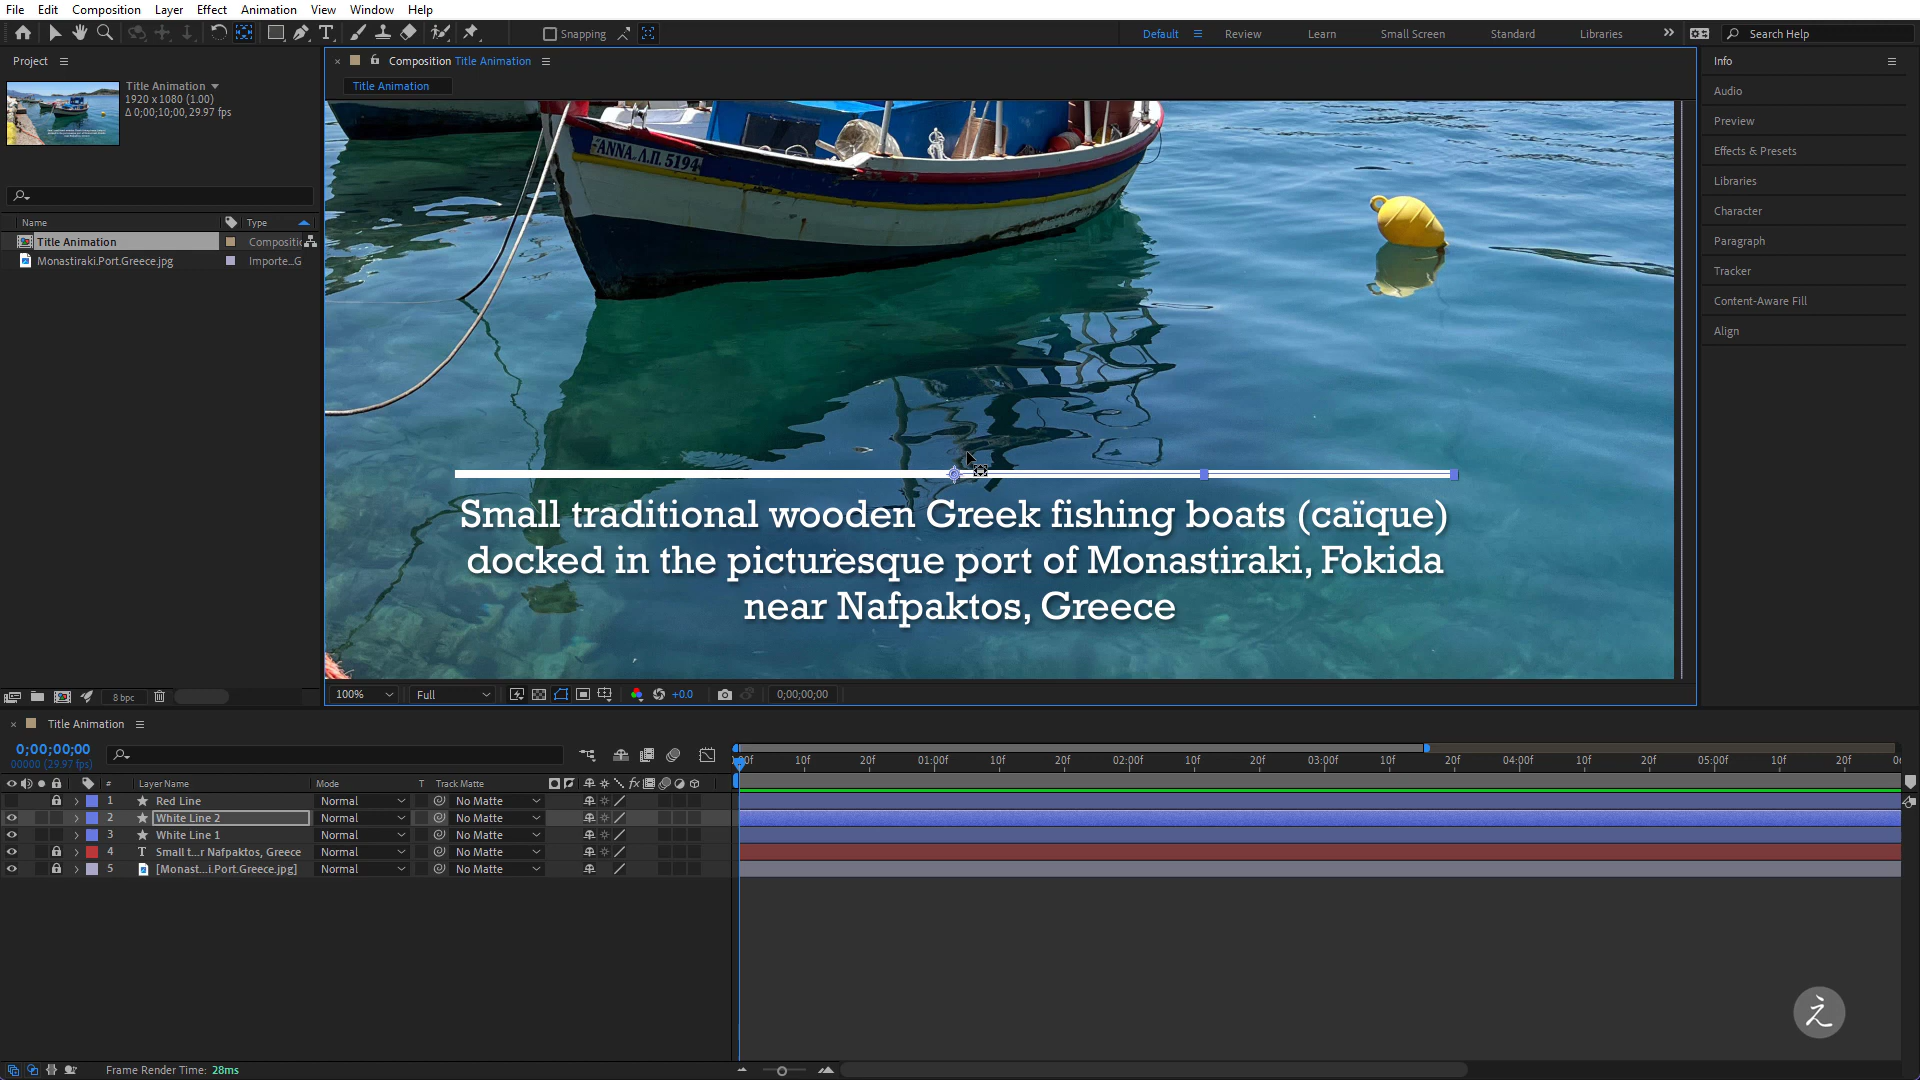 File Edit Composition Layer Effect Animation View Window Help
Snapping
Default Review Learn Small Screen Standard Libraries Search Help
Project
Title Animation
1920 x 1080 (1.00)
Δ 0;00;10;00, 29.97 fps
Name Type
Title Animation Compositio
Monastiraki.Port.Greece.jpg Importe...G
8 bpc
Composition Title Animation
Title Animation
ΑΝΝΑ. Λ.Π. 5194
Small traditional wooden Greek fishing boats (caïque)
docked in the picturesque port of Monastiraki, Fokida
near Nafpaktos, Greece
100% Full +0.0 0;00;00;00
Info
Audio
Preview
Effects & Presets
Libraries
Character
Paragraph
Tracker
Content-Aware Fill
Align
Title Animation
0;00;00;00
00000 (29.97 fps)
10f 20f 01:00f 10f 20f 02:00f 10f 20f 03:00f 10f 20f 04:00f 10f 20f 05:00f 10f 20f
# Layer Name Mode T Track Matte fx
1 Red Line Normal No Matte
2 White Line 2 Normal No Matte
3 White Line 1 Normal No Matte
4 T Small t...r Nafpaktos, Greece Normal No Matte
5 [Monast...i.Port.Greece.jpg] Normal No Matte
Frame Render Time: 28ms